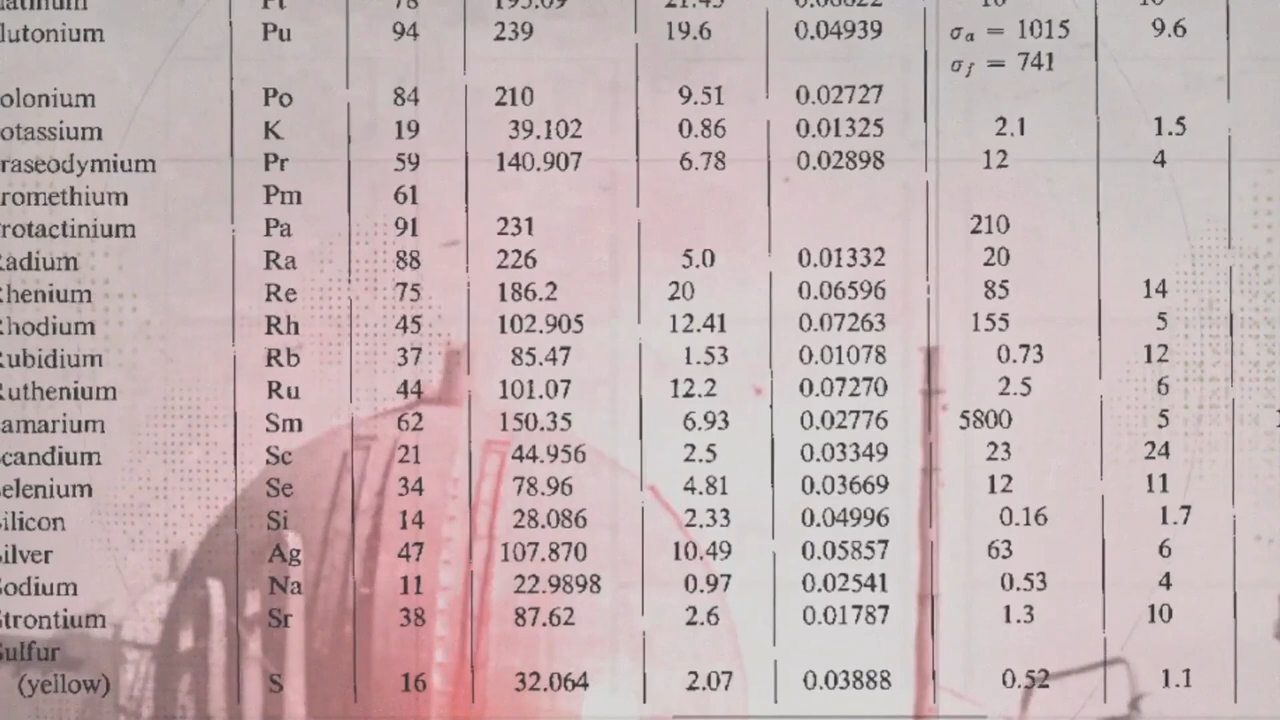 Pt 78 195.09 21.45 0.06622 10 10
lutonium Pu 94 239 19.6 0.04939 σa = 1015 9.6
σf = 741
olonium Po 84 210 9.51 0.02727
otassium K 19 39.102 0.86 0.01325 2.1 1.5
raseodymium Pr 59 140.907 6.78 0.02898 12 4
romethium Pm 61
rotactinium Pa 91 231 210
adium Ra 88 226 5.0 0.01332 20
henium Re 75 186.2 20 0.06596 85 14
hodium Rh 45 102.905 12.41 0.07263 155 5
ubidium Rb 37 85.47 1.53 0.01078 0.73 12
uthenium Ru 44 101.07 12.2 0.07270 2.5 6
amarium Sm 62 150.35 6.93 0.02776 5800 5
candium Sc 21 44.956 2.5 0.03349 23 24
elenium Se 34 78.96 4.81 0.03669 12 11
ilicon Si 14 28.086 2.33 0.04996 0.16 1.7
ilver Ag 47 107.870 10.49 0.05857 63 6
odium Na 11 22.9898 0.97 0.02541 0.53 4
trontium Sr 38 87.62 2.6 0.01787 1.3 10
ulfur
(yellow) S 16 32.064 2.07 0.03888 0.52 1.1